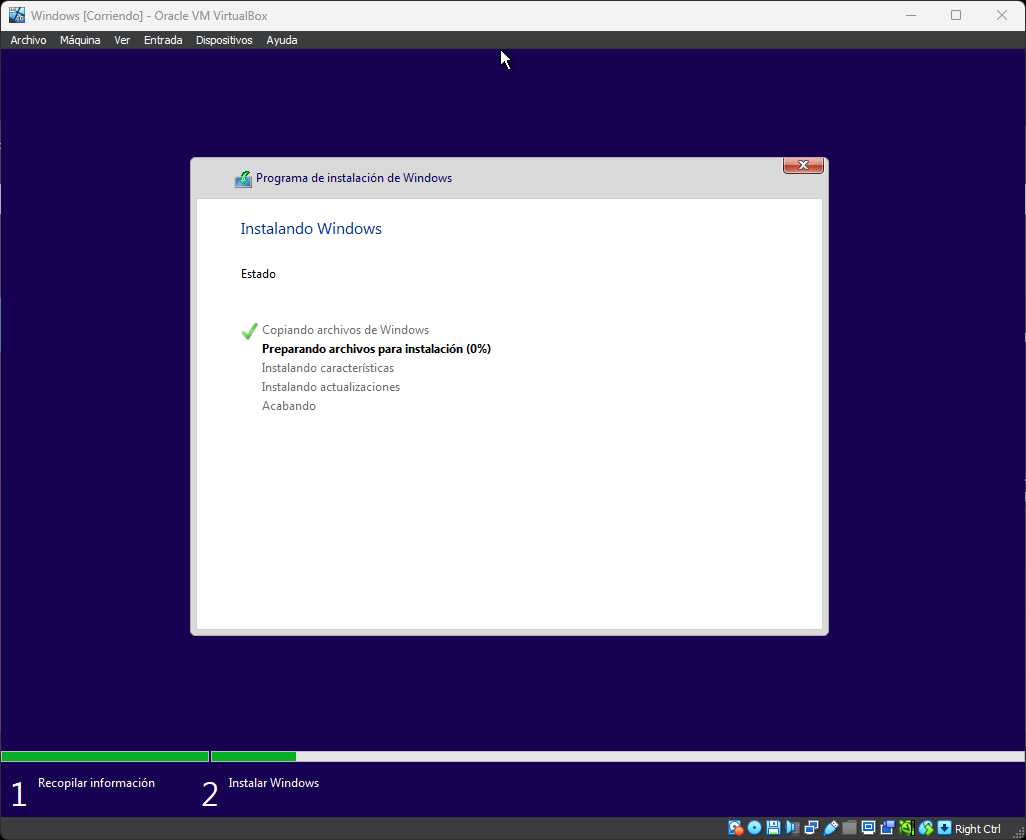 Windows [Corriendo] - Oracle VM VirtualBox
Archivo Máquina Ver Entrada Dispositivos Ayuda
Programa de instalación de Windows
Instalando Windows
Estado
Copiando archivos de Windows
Preparando archivos para instalación (0%)
Instalando características
Instalando actualizaciones
Acabando
1 Recopilar información 2 Instalar Windows
Right Ctrl